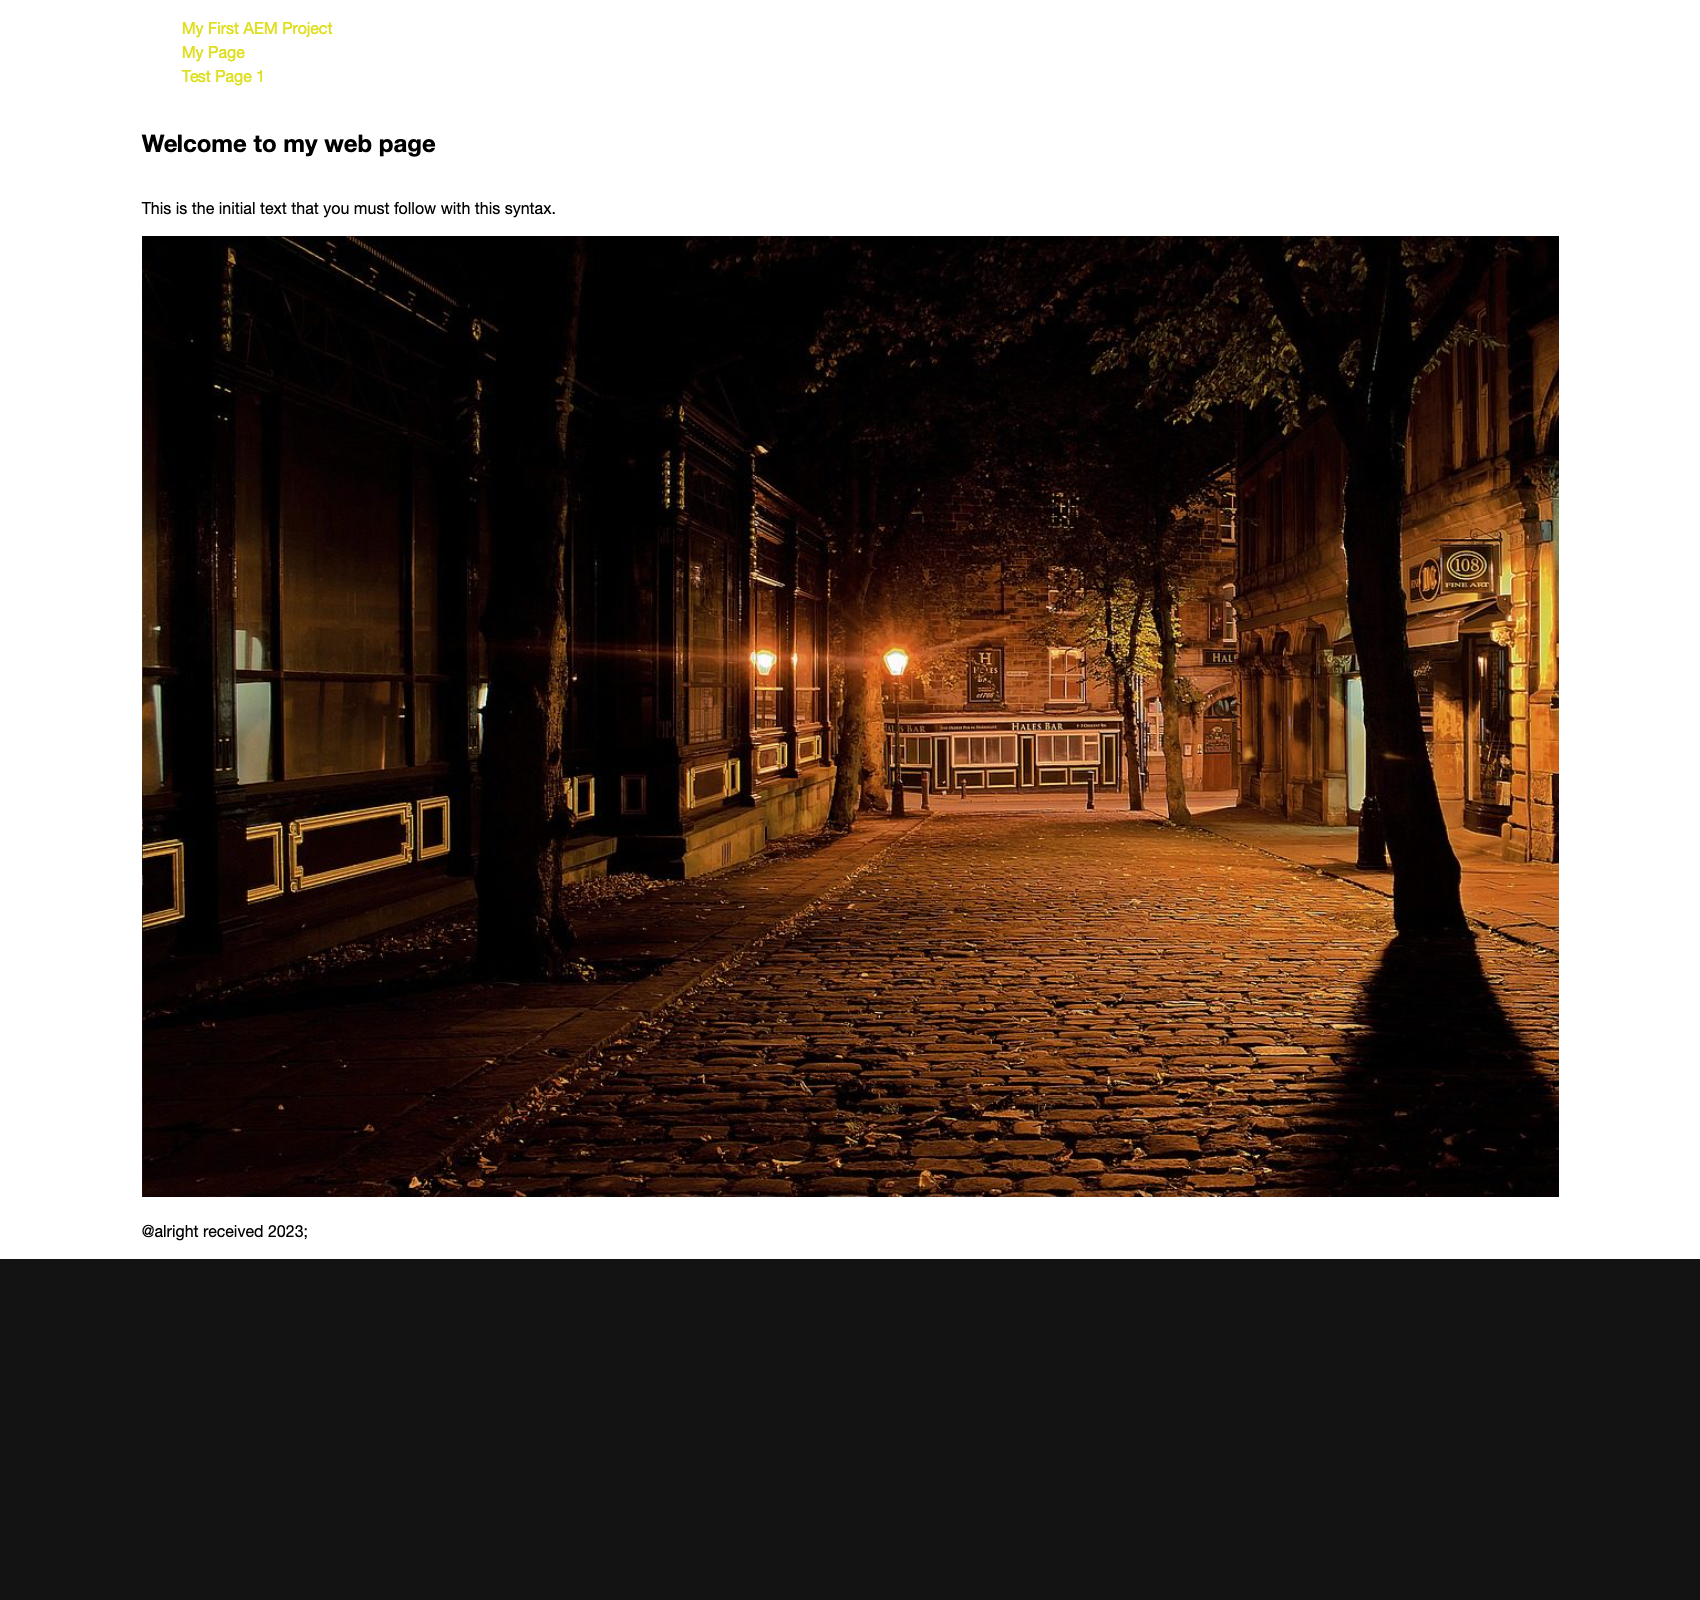 My First AEM Project
My Page
Test Page 1
Welcome to my web page
This is the initial text that you must follow with this syntax.
108
FINE ART
H
HALES BAR
@alright received 2023;